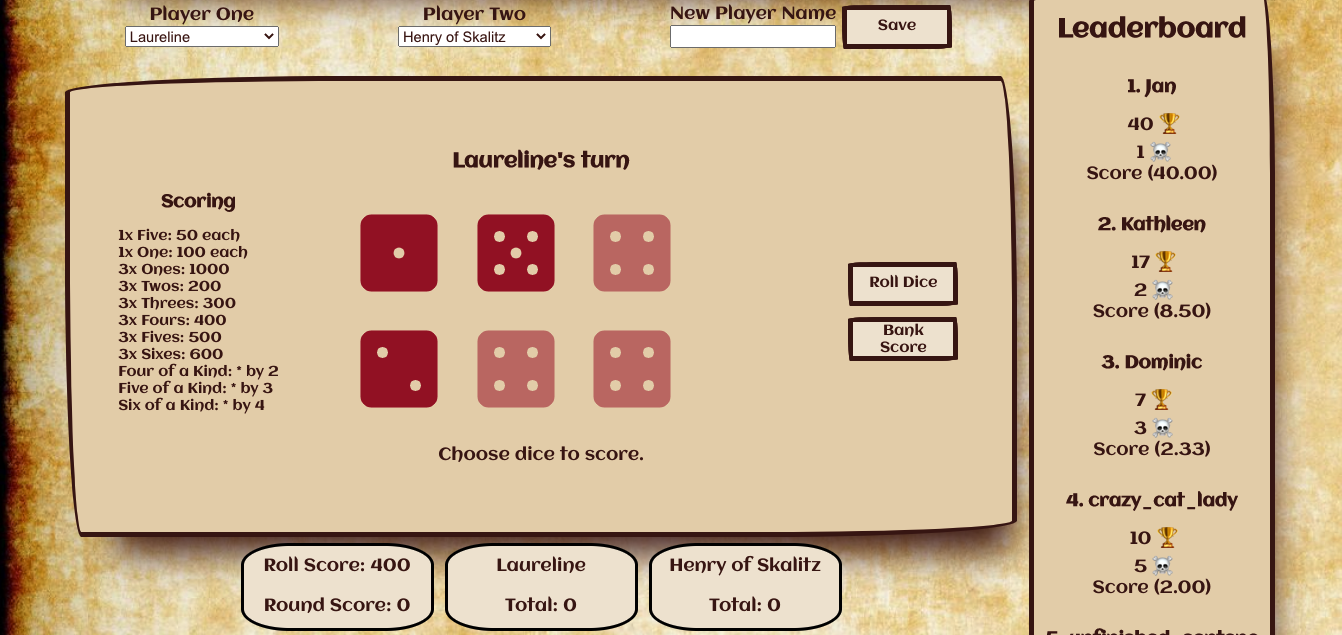 Player One
Laureline
Player Two
Henry of Skalitz
New Player Name
Save
Laureline's turn
Scoring
1x Five: 50 each
1x One: 100 each
3x Ones: 1000
3x Twos: 200
3x Threes: 300
3x Fours: 400
3x Fives: 500
3x Sixes: 600
Four of a Kind: * by 2
Five of a Kind: * by 3
Six of a Kind: * by 4
Roll Dice
Bank
Score
Choose dice to score.
Roll Score: 400
Round Score: 0
Laureline
Total: 0
Henry of Skalitz
Total: 0
Leaderboard
1. Jan
40 🏆
1 ☠️
Score (40.00)
2. Kathleen
17 🏆
2 ☠️
Score (8.50)
3. Dominic
7 🏆
3 ☠️
Score (2.33)
4. crazy_cat_lady
10 🏆
5 ☠️
Score (2.00)